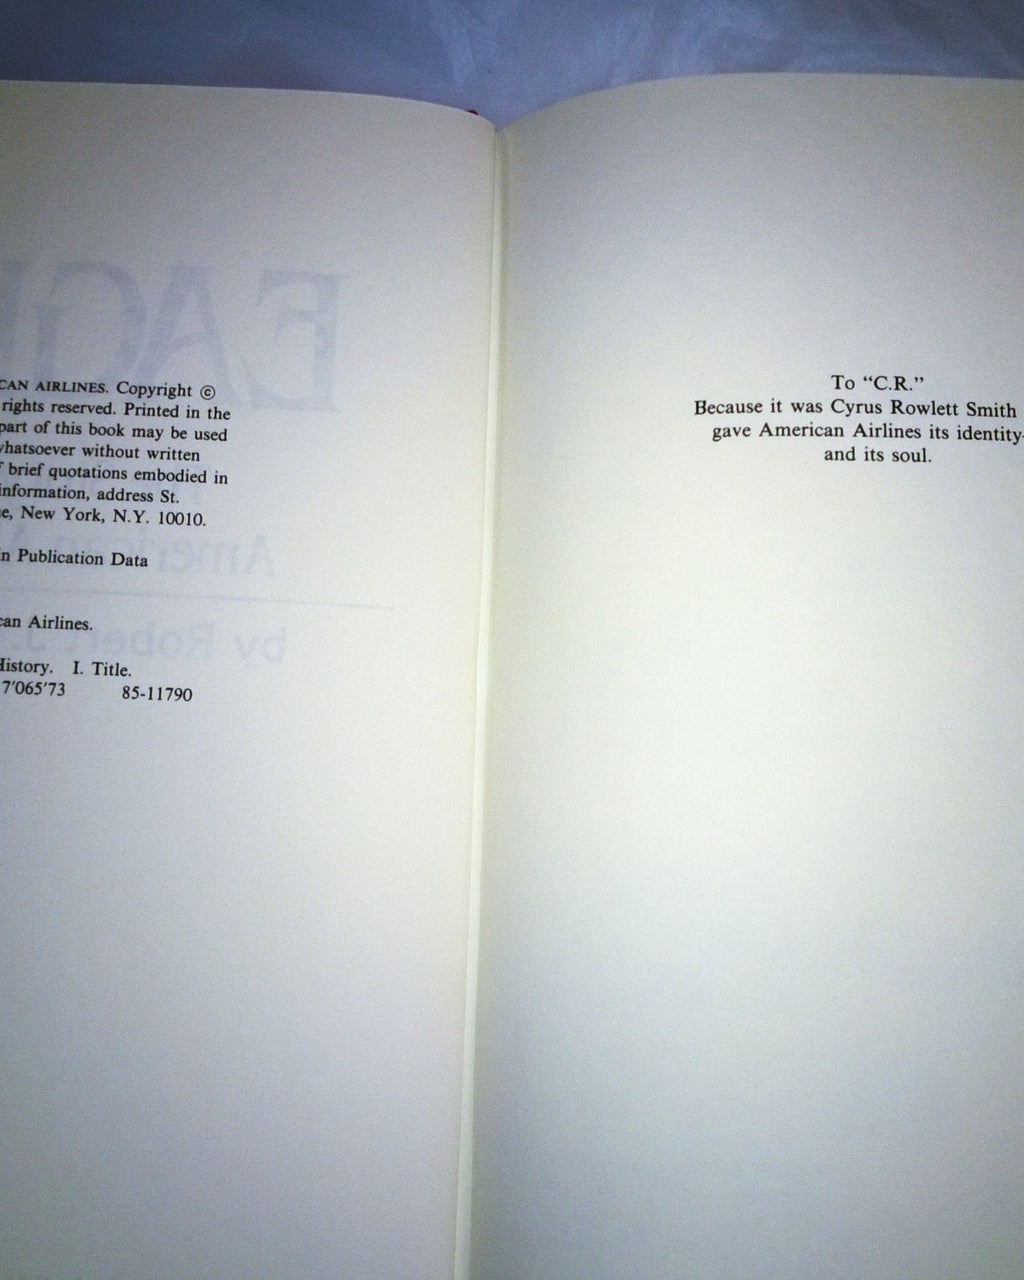 CAN AIRLINES. Copyright ©
rights reserved. Printed in the
part of this book may be used
whatsoever without written
brief quotations embodied in
information, address St.
e, New York, N.Y. 10010.
n Publication Data
can Airlines.
History. I. Title.
7'065'73 85-11790
To “C.R.”
Because it was Cyrus Rowlett Smith
gave American Airlines its identity-
and its soul.